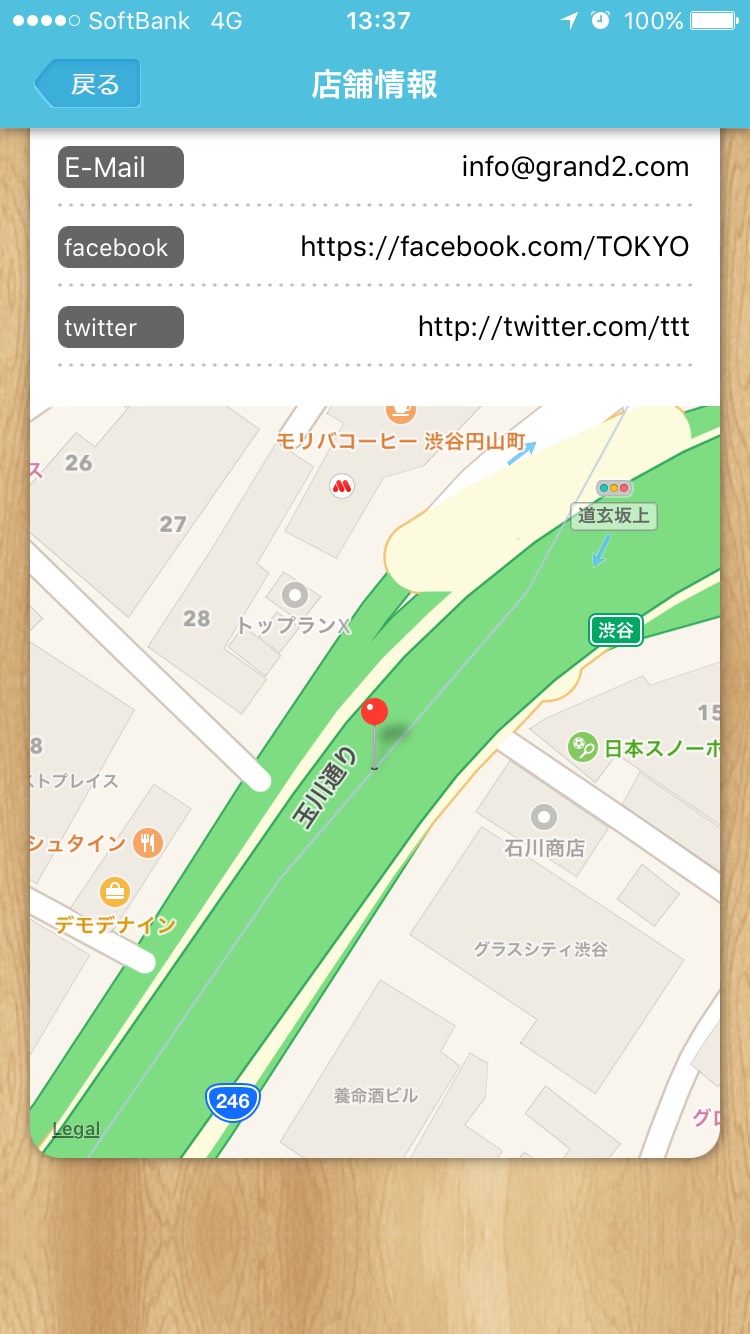 SoftBank 4G 13:37 100%
戻る 店舗情報
E-Mail info@grand2.com
facebook https://facebook.com/TOKYO
twitter http://twitter.com/ttt
モリバコーヒー 渋谷円山町
ス 26
道玄坂上
27
28 トップランX
渋谷
15
8 日本スノーボ
玉川通り
ストプレイス
シュタイン 石川商店
デモデナイン
グラスシティ渋谷
246 養命酒ビル
グロ
Legal